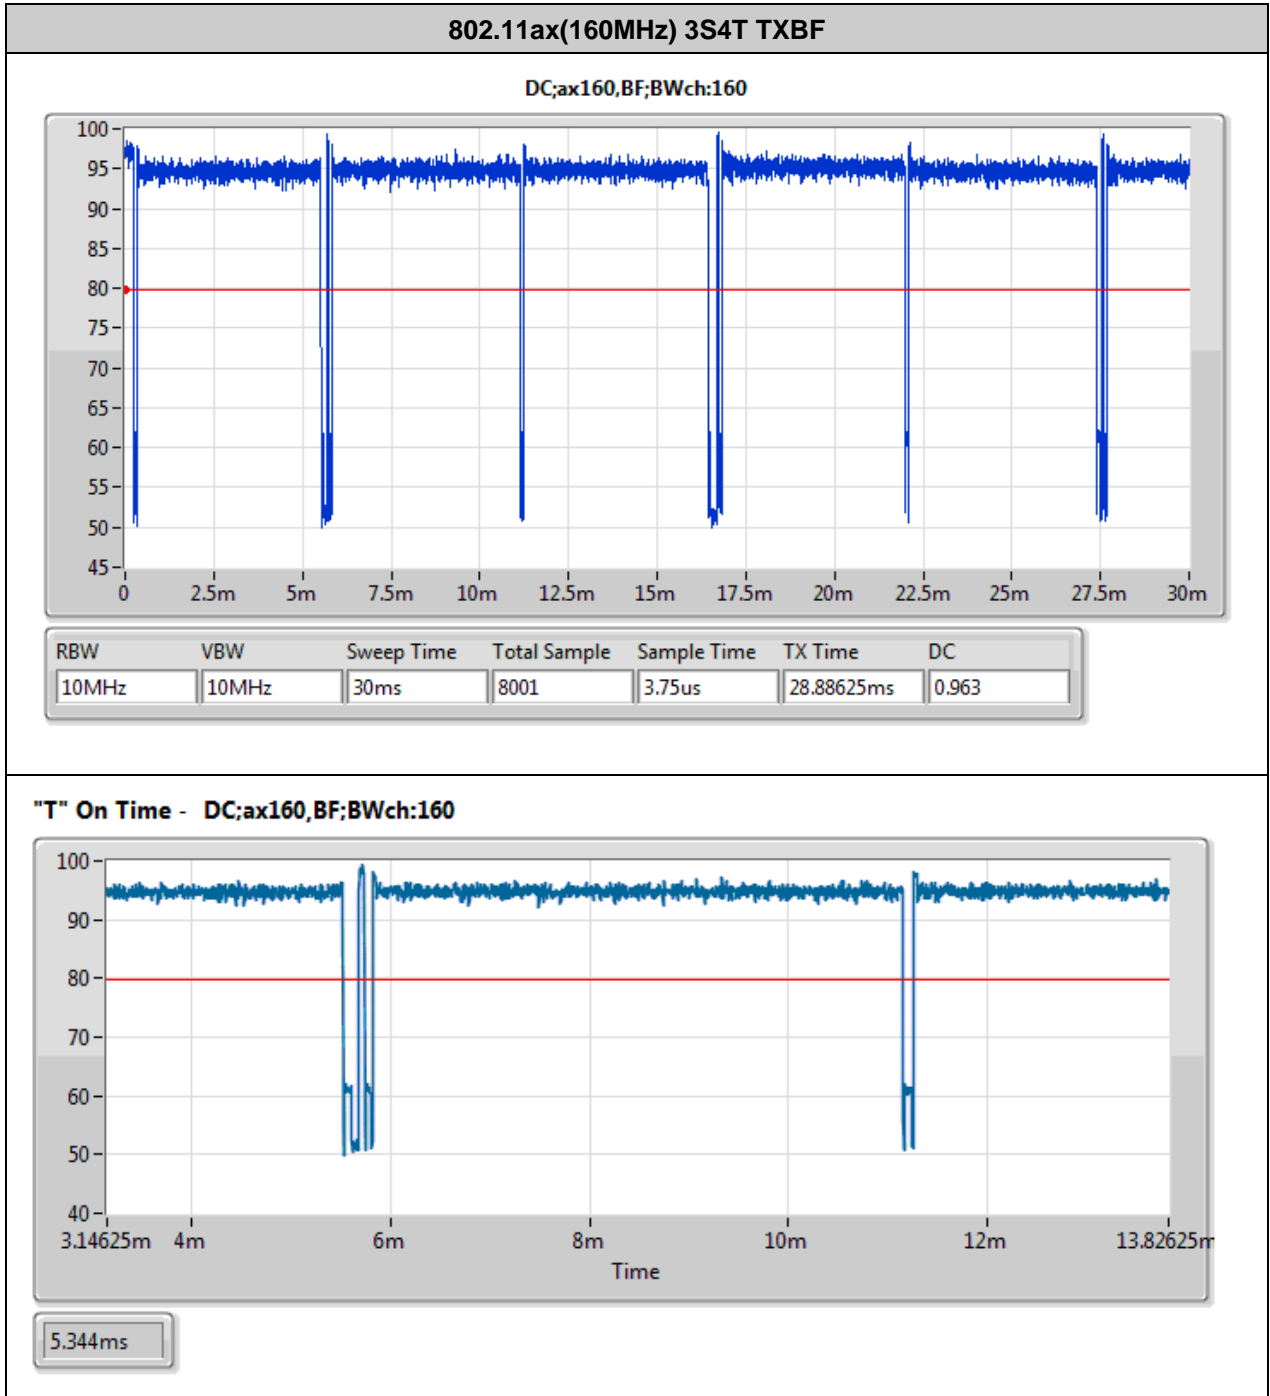 802.11ax(160MHz) 3S4T TXBF
DC;ax160,BF;BWch:160
100
95
90
85
80
75
70
65
60
55
50
45
0 2.5m 5m 7.5m 10m 12.5m 15m 17.5m 20m 22.5m 25m 27.5m 30m
RBW VBW Sweep Time Total Sample Sample Time TX Time DC
10MHz 10MHz 30ms 8001 3.75us 28.88625ms 0.963
"T" On Time - DC;ax160,BF;BWch:160
100
90
80
70
60
50
40
3.14625m 4m 6m 8m 10m 12m 13.82625m
Time
5.344ms